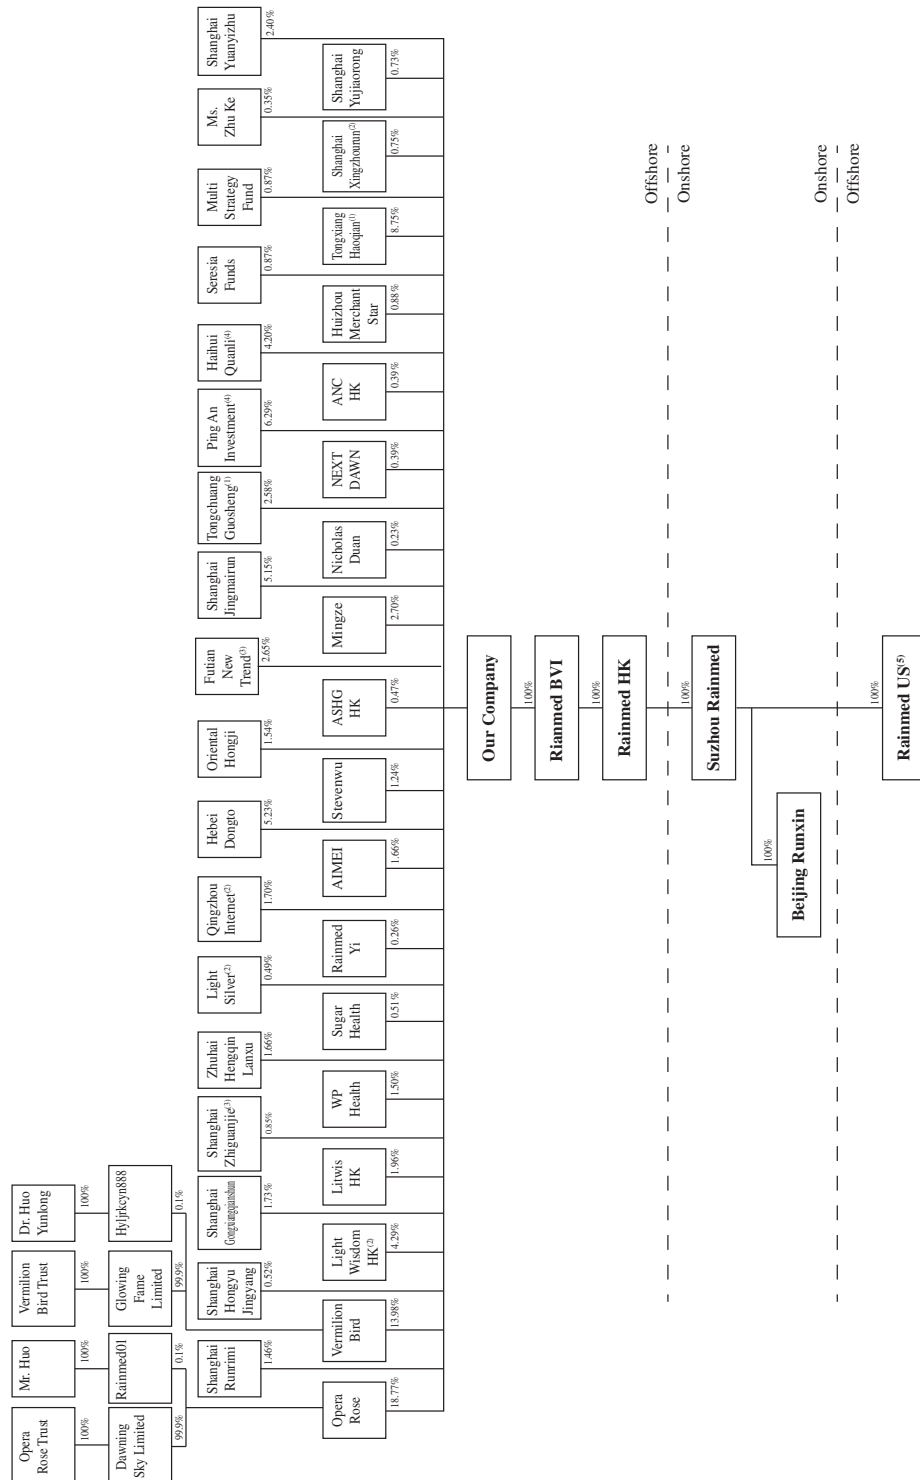 Opera
Rose Trust
Mr. Huo
Vermilion
Bird Trust
Dr. Huo
Yunlong
100%
100%
100%
100%
Dawning
Sky Limited
Rainmed01
Glowing
Fame
Limited
Hyljrkcyn888
99.9%
0.1%
99.9%
0.1%
Shanghai
Runrimi
1.46%
Shanghai
Hongyu
Jingyang
0.52%
Shanghai
Gongxiangqianshun
1.73%
Shanghai
Zhiguanjie(3)
0.85%
Zhuhai
Hengqin
Lanxu
1.66%
Light
Silver(2)
0.49%
Qingzhou
Internet(2)
1.70%
Hebei
Dongto
5.23%
Oriental
Hongji
1.54%
Futian
New
Trend(3)
2.65%
Shanghai
Jingmairun
5.15%
Tongchuang
Guosheng(1)
2.58%
Ping An
Investment(4)
6.29%
Haihui
Quanli(4)
4.20%
Seresia
Funds
0.87%
Multi
Strategy
Fund
0.87%
Ms.
Zhu Ke
0.35%
Shanghai
Yuanyizhu
2.40%
Opera
Rose
18.77%
Vermilion
Bird
13.98%
Light
Wisdom
HK(2)
4.29%
Litwis
HK
1.96%
WP
Health
1.50%
Sugar
Health
0.51%
Rainmed
Yi
0.26%
AIMEI
1.66%
Stevenwu
1.24%
ASHG
HK
0.47%
Mingze
2.70%
Nicholas
Duan
0.23%
NEXT
DAWN
0.39%
ANC
HK
0.39%
Huizhou
Merchant
Star
0.88%
Tongxiang
Haoqian(1)
8.75%
Shanghai
Xingzhourun(2)
0.75%
Shanghai
Yujiaorong
0.73%
Our Company
100%
Rianmed BVI
100%
Rainmed HK
Offshore
Onshore
100%
Suzhou Rainmed
100%
Beijing Runxin
Onshore
Offshore
100%
Rainmed US(5)